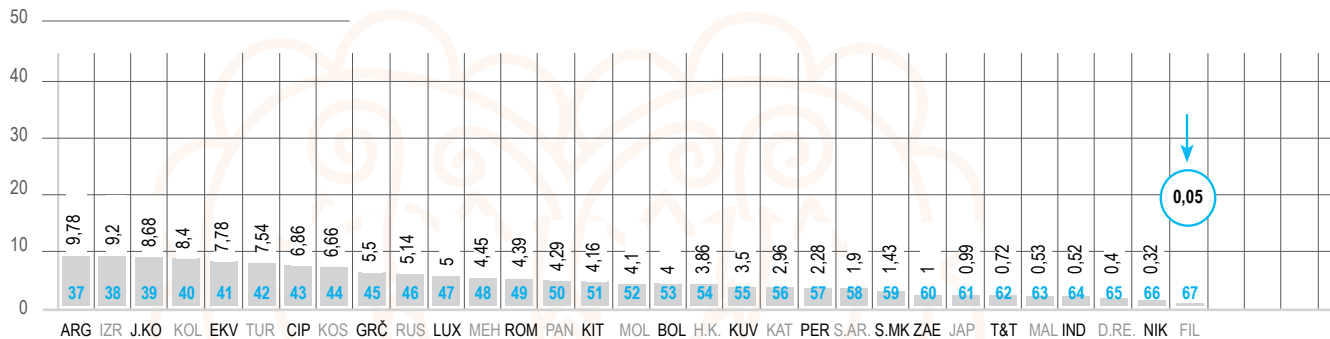 50
40
30
20
10
0
9,78 9,2 8,68 8,4 7,78 7,54 6,86 6,66 5,5 5,14 5 4,45 4,39 4,29 4,16 4,1 4 3,86 3,5 2,96 2,28 1,9 1,43 1 0,99 0,72 0,53 0,52 0,4 0,32 0,05
37 38 39 40 41 42 43 44 45 46 47 48 49 50 51 52 53 54 55 56 57 58 59 60 61 62 63 64 65 66 67
ARG IZR J.KO KOL EKV TUR CIP KOS GRČ RUS LUX MEH ROM PAN KIT MOL BOL H.K. KUV KAT PER S.AR. S.MK ZAE JAP T&T MAL IND D.RE. NIK FIL